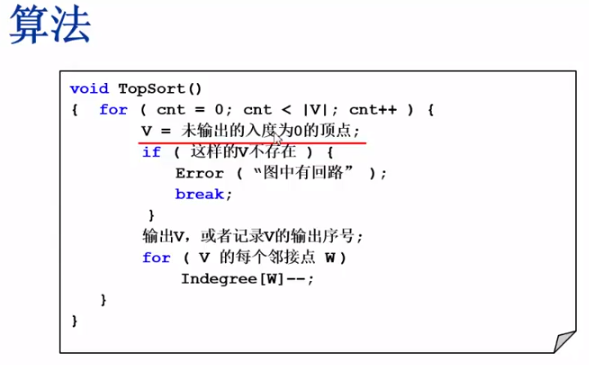 算法
void TopSort()
{ for ( cnt = 0; cnt < |V|; cnt++ ) {
V = 未输出的入度为0的顶点;
if ( 这样的V不存在 ) {
Error ( “图中有回路” );
break;
}
输出V, 或者记录V的输出序号;
for ( V 的每个邻接点 W )
Indegree[W]--;
}
}